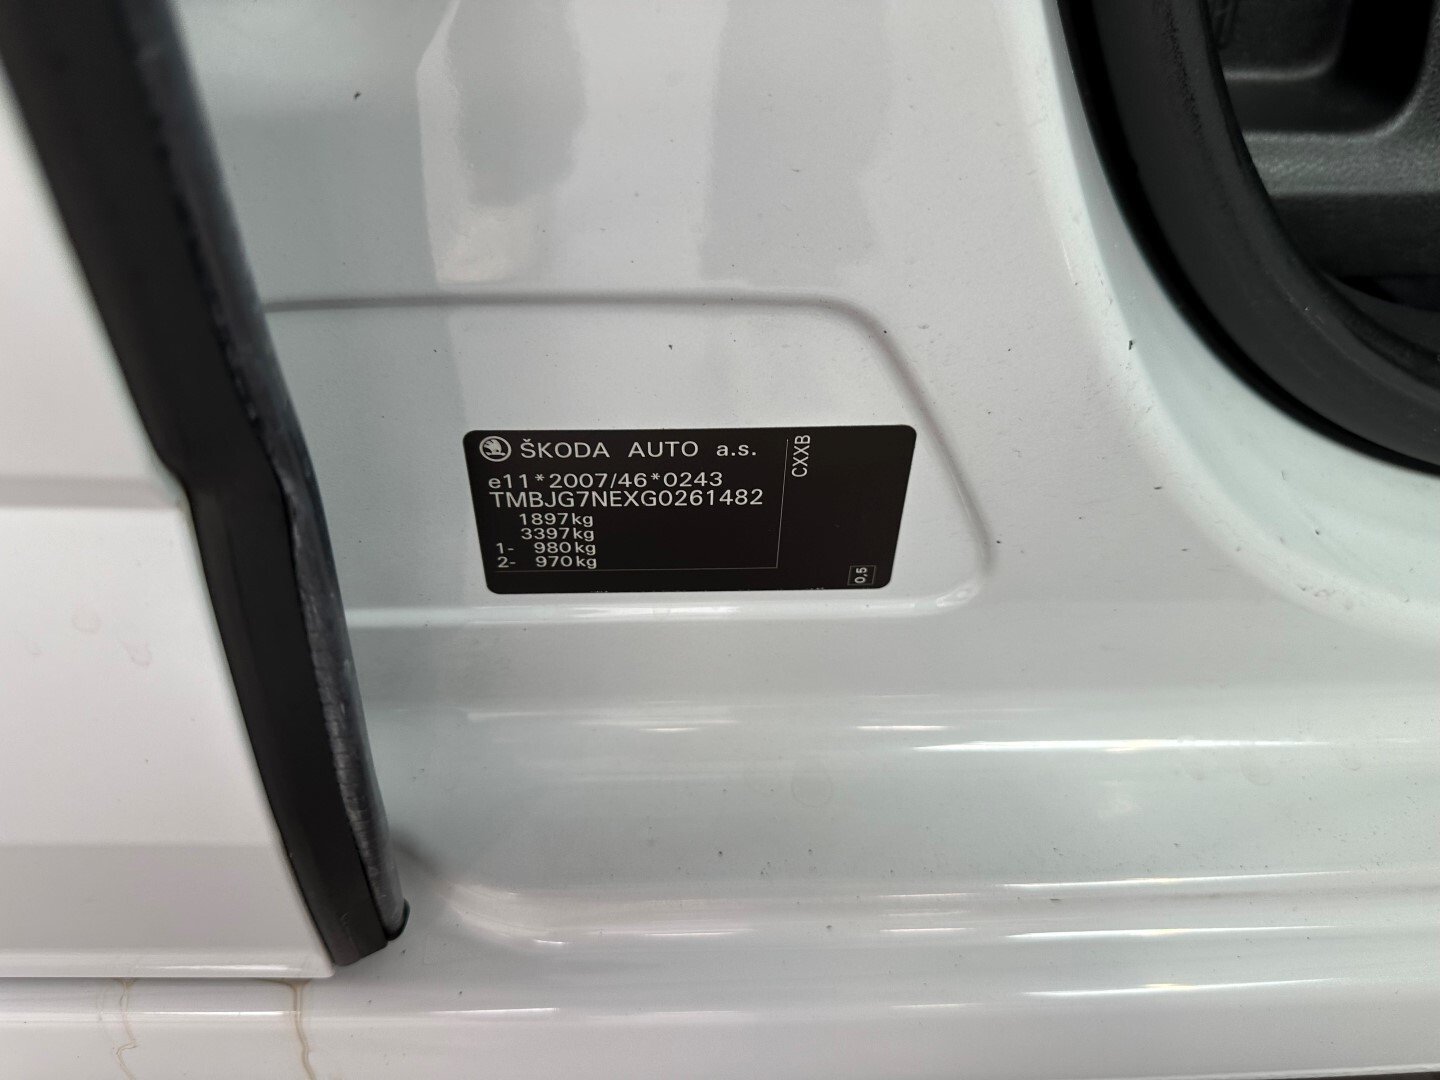 ŠKODA AUTO a.s.
e11*2007/46*0243
TMBJG7NEXG0261482
1897kg
3397kg
1- 980kg
2- 970kg
CXXB
0,5